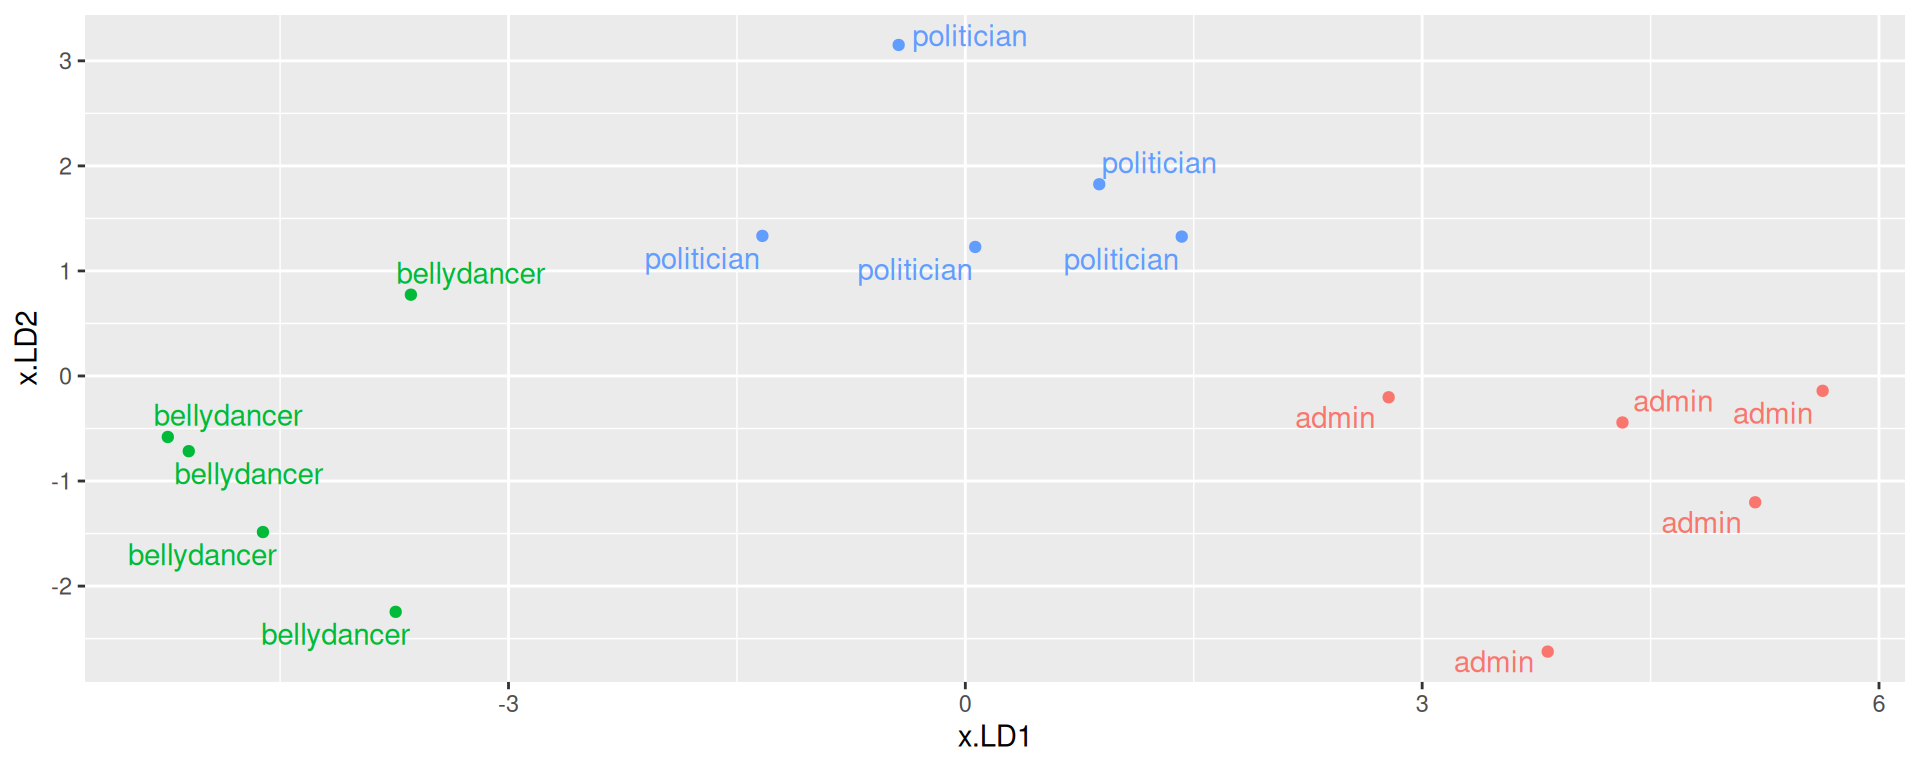 politician
3
politician
2
politician
politician
politician
bellydancer
1
x.LD2
0
admin
admin
admin
bellydancer
bellydancer
-1
admin
bellydancer
-2
bellydancer
admin
-3
0
3
6
x.LD1